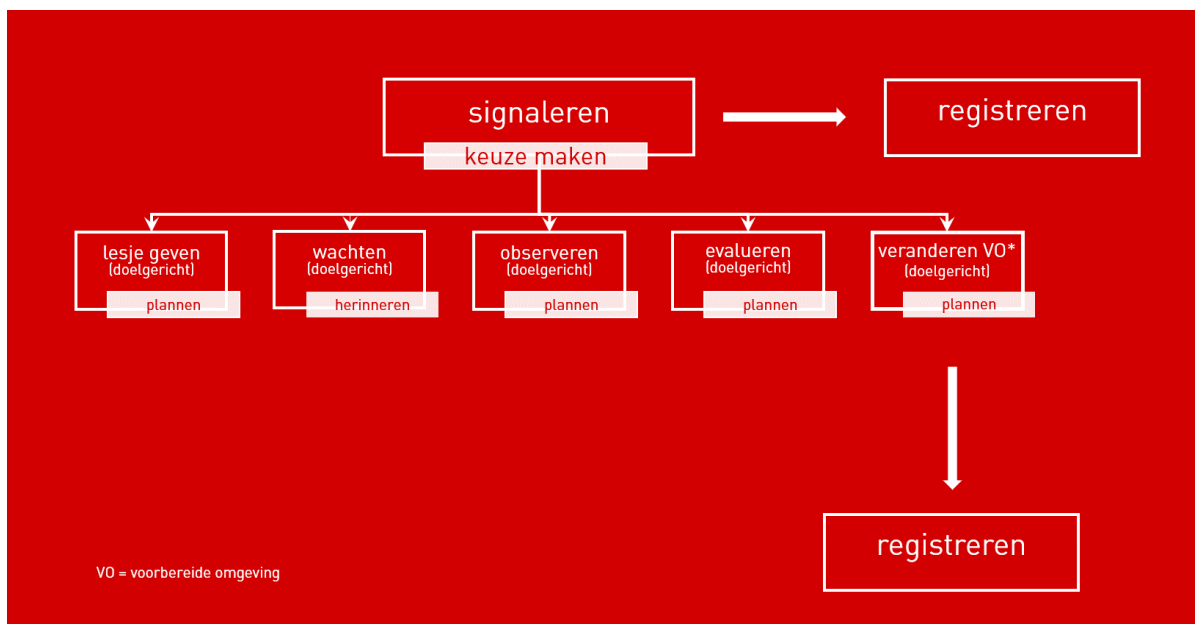 signaleren
keuze maken
registreren
lesje geven
(doelgericht)
plannen
wachten
(doelgericht)
herinneren
observeren
(doelgericht)
plannen
evalueren
(doelgericht)
plannen
veranderen VO*
(doelgericht)
plannen
registreren
VO = voorbereide omgeving